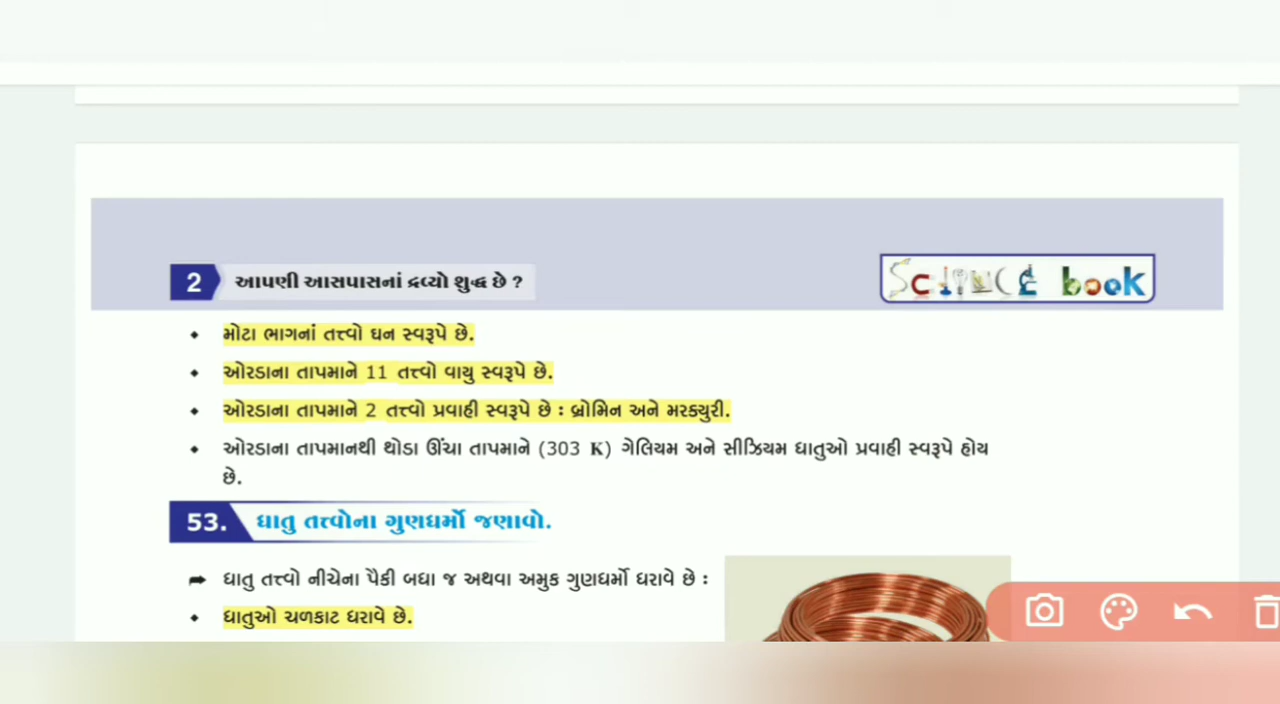 2 આપણી આસપાસનાં દ્રવ્યો શુદ્ધ છે ?
SCIENCE book
મોટા ભાગનાં તત્ત્વો ઘન સ્વરૂપે છે.
ઓરડાના તાપમાને 11 તત્ત્વો વાયુ સ્વરૂપે છે.
ઓરડાના તાપમાને 2 તત્ત્વો પ્રવાહી સ્વરૂપે છે : બ્રોમિન અને મરક્યુરી.
ઓરડાના તાપમાનથી થોડા ઊંચા તાપમાને (303 K) ગેલિયમ અને સીઝિયમ ધાતુઓ પ્રવાહી સ્વરૂપે હોય
છે.
53. ધાતુ તત્ત્વોના ગુણધર્મો જણાવો.
ધાતુ તત્ત્વો નીચેના પૈકી બધા જ અથવા અમુક ગુણધર્મો ધરાવે છે :
ધાતુઓ ચળકાટ ધરાવે છે.